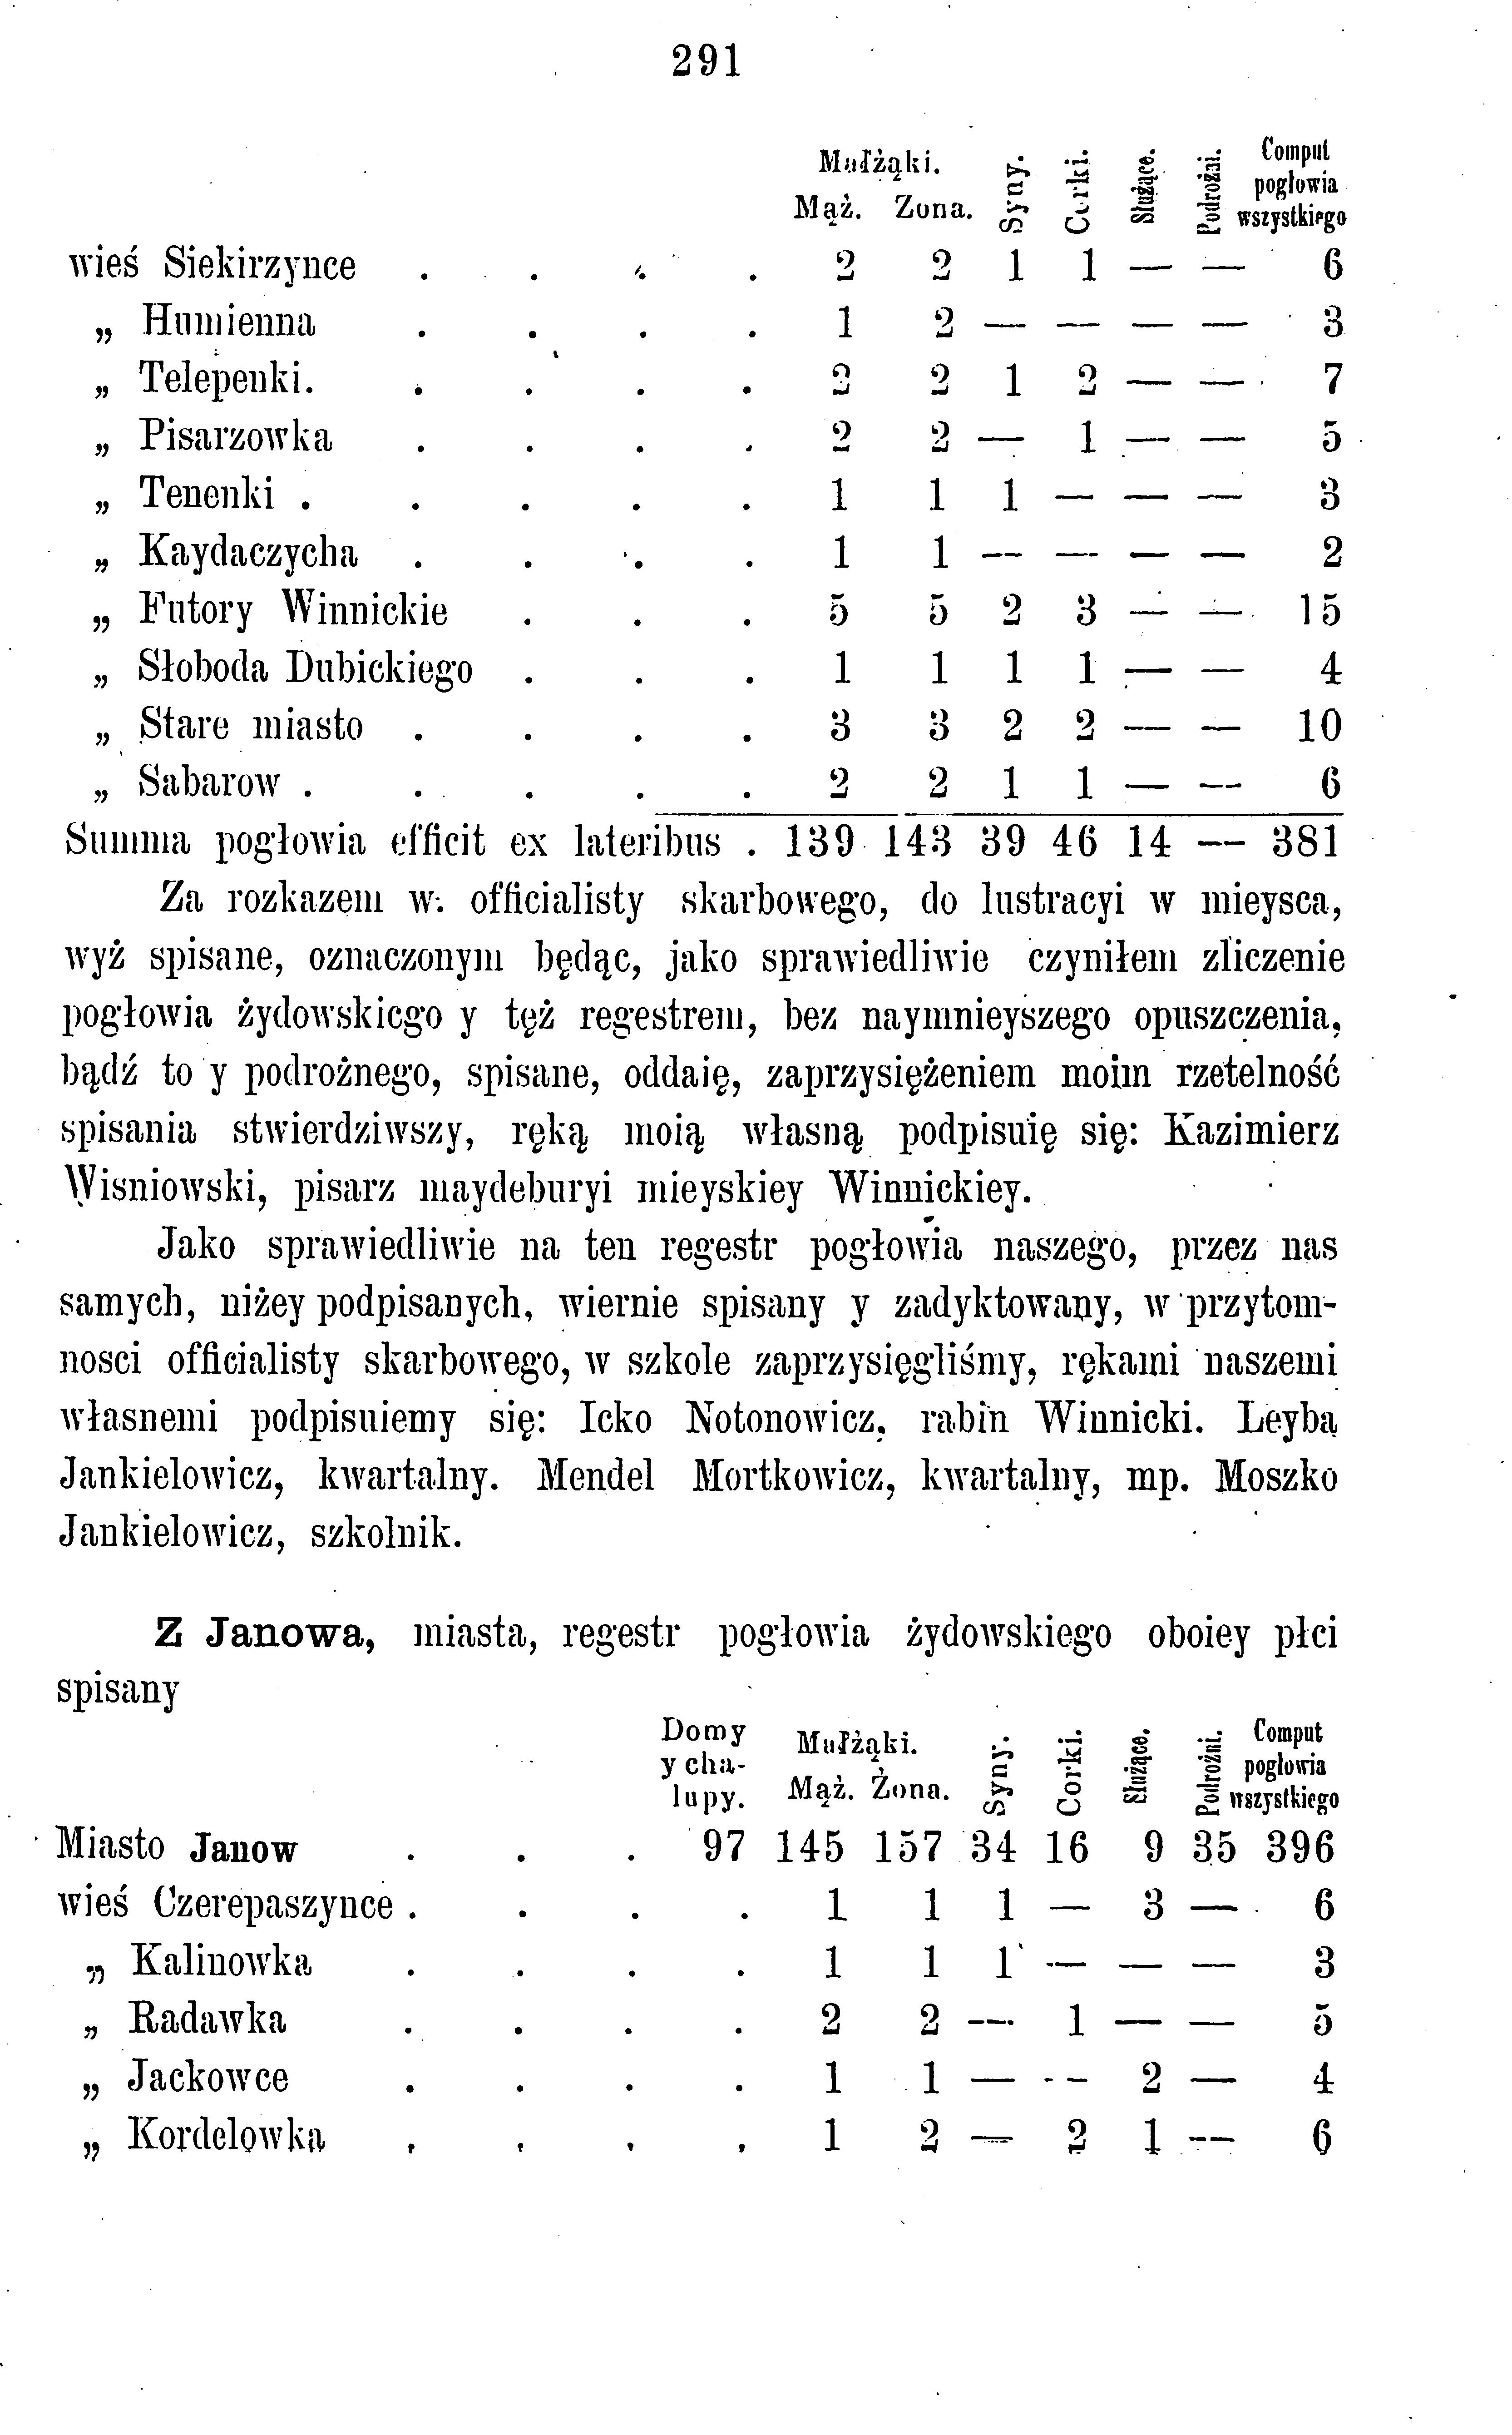 291
Małżąki. Syny. Corki. Służące. Podrożni. Comput
pogłowia
Mąż. Zona. wszystkiego
wieś Siekirzynce . . . . 2 2 1 1 — — 6
„ Humienna . . . . 1 2 — — — — 3
„ Telepenki. . . . . 2 2 1 2 — — 7
„ Pisarzowka . . . . 2 2 — 1 — — 5
„ Tenenki . . . . . 1 1 1 — — — 3
„ Kaydaczycha . . . . 1 1 — — — — 2
„ Futory Winnickie . . . 5 5 2 3 — — 15
„ Słoboda Dubickiego . . . 1 1 1 1 — — 4
„ Stare miasto . . . . 3 3 2 2 — — 10
„ Sabarow . . . . . 2 2 1 1 — — 6
Summa pogłowia efficit ex lateribus . 139 143 39 46 14 — 381
Za rozkazem w. officialisty skarbowego, do lustracyi w mieysca,
wyż spisane, oznaczonym będąc, jako sprawiedliwie czyniłem zliczenie
pogłowia żydowskiego y tęż regestrem, bez naymnieyszego opuszczenia,
bądź to y podrożnego, spisane, oddaię, zaprzysiężeniem moim rzetelność
spisania stwierdziwszy, ręką moią własną podpisuię się: Kazimierz
Wisniowski, pisarz maydeburyi mieyskiey Winnickiey.
Jako sprawiedliwie na ten regestr pogłowia naszego, przez nas
samych, niżey podpisanych, wiernie spisany y zadyktowany, w przytom-
nosci officialisty skarbowego, w szkole zaprzysięgliśmy, rękami naszemi
własnemi podpisuiemy się: Icko Notonowicz, rabin Winnicki. Leyba
Jankielowicz, kwartalny. Mendel Mortkowicz, kwartalny, mp. Moszko
Jankielowicz, szkolnik.
Z Janowa, miasta, regestr pogłowia żydowskiego oboiey płci
spisany
Domy Małżąki. Syny. Corki. Służące. Podrożni. Comput
y cha- pogłowia
lupy. Mąż. Żona. wszystkiego
Miasto Janow . . . 97 145 157 34 16 9 35 396
wieś Czerepaszynce . . . . 1 1 1 — 3 — 6
„ Kalinowka . . . . 1 1 1 — — — 3
„ Radawka . . . . 2 2 — 1 — — 5
„ Jackowce . . . . 1 1 — — 2 — 4
„ Kordelowka . . . . 1 2 — 2 1 — 6